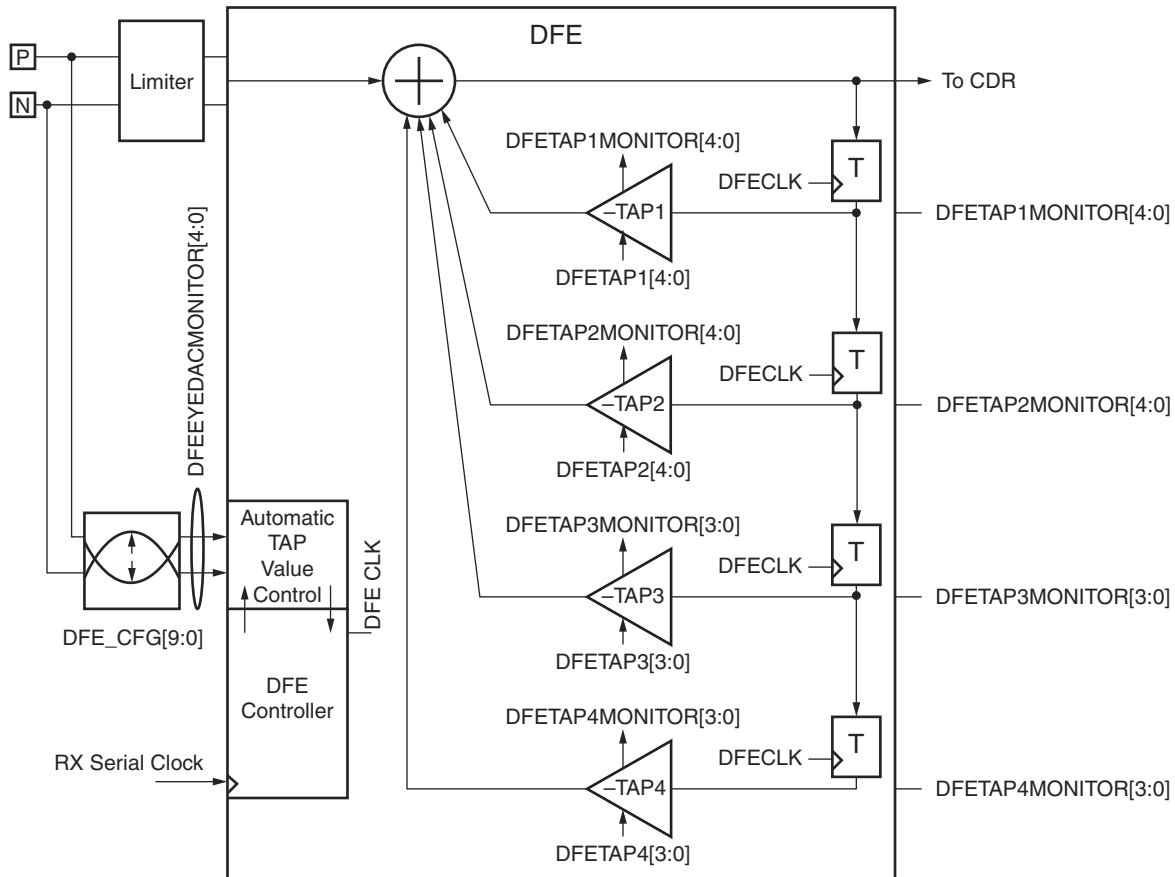 DFE
P
Limiter
To CDR
N
DFETAP1MONITOR[4:0]
T
DFECLK
–TAP1
DFETAP1MONITOR[4:0]
DFETAP1[4:0]
DFEEYEDACMONITOR[4:0]
DFETAP2MONITOR[4:0]
T
DFECLK
–TAP2
DFETAP2MONITOR[4:0]
DFETAP2[4:0]
Automatic
TAP
Value
Control
DFE CLK
DFETAP3MONITOR[3:0]
T
DFECLK
–TAP3
DFETAP3MONITOR[3:0]
DFETAP3[3:0]
DFE_CFG[9:0]
DFE
Controller
DFETAP4MONITOR[3:0]
T
DFECLK
RX Serial Clock
–TAP4
DFETAP4MONITOR[3:0]
DFETAP4[3:0]